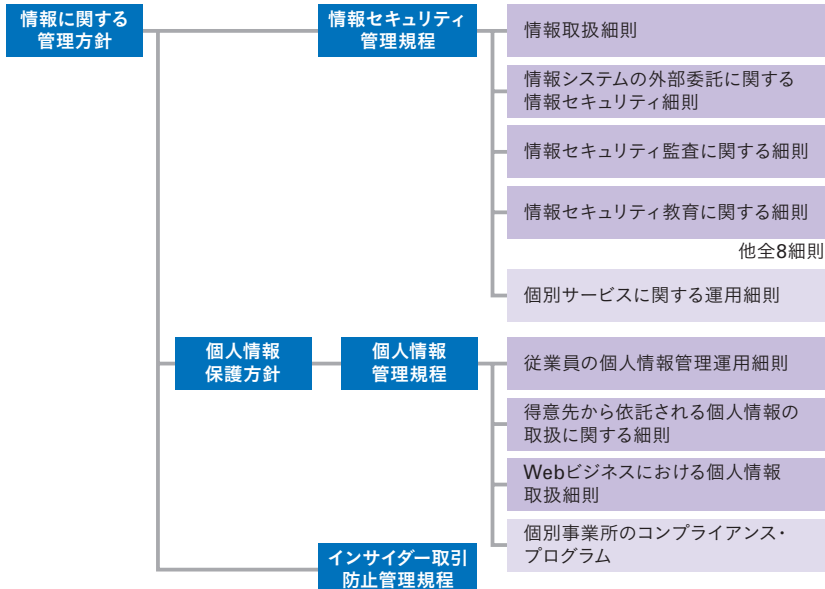 情報に関する
管理方針
情報セキュリティ
管理規程
情報取扱細則
情報システムの外部委託に関する
情報セキュリティ細則
情報セキュリティ監査に関する細則
情報セキュリティ教育に関する細則
他全8細則
個別サービスに関する運用細則
個人情報
保護方針
個人情報
管理規程
従業員の個人情報管理運用細則
得意先から依託される個人情報の
取扱に関する細則
Webビジネスにおける個人情報
取扱細則
個別事業所のコンプライアンス・
プログラム
インサイダー取引
防止管理規程